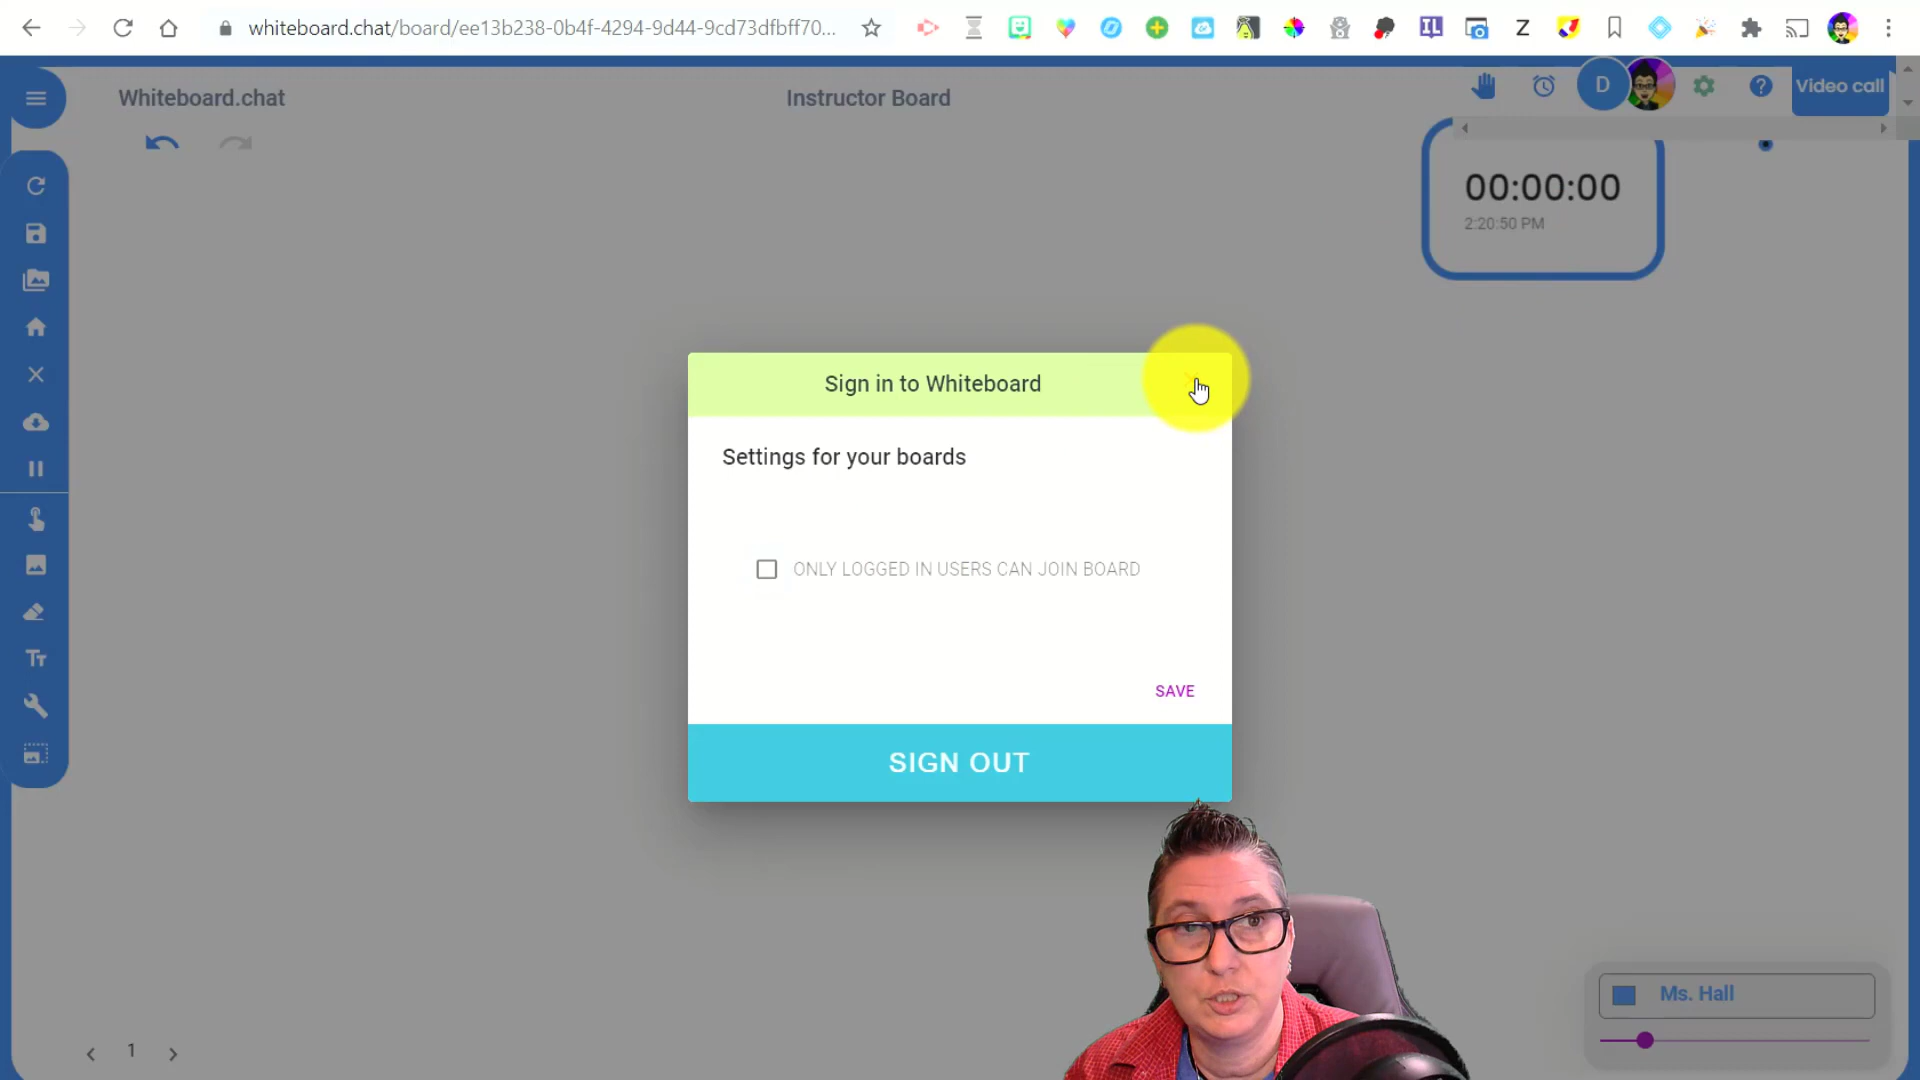 whiteboard.chat/board/ee13b238-0b4f-4294-9d44-9cd73dfbff70...
IL
Z
Whiteboard.chat
Instructor Board
D
?
Video call
00:00:00
2:20:50 PM
Sign in to Whiteboard
Settings for your boards
ONLY LOGGED IN USERS CAN JOIN BOARD
SAVE
SIGN OUT
TT
Ms. Hall
1